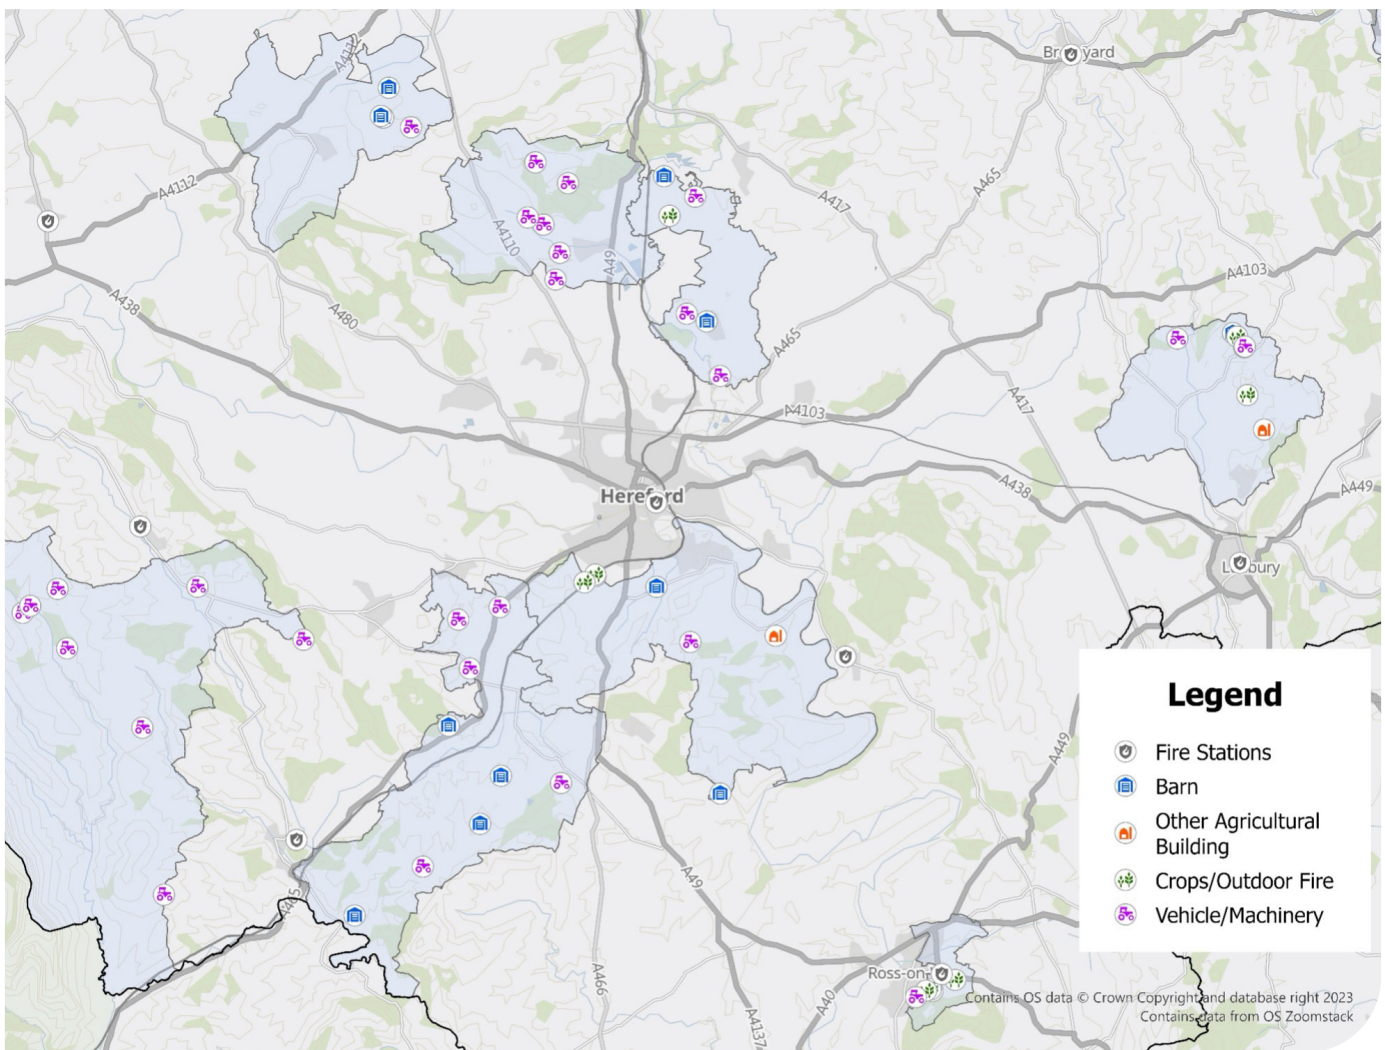 A4112
Bromyard
A4112
A465
A417
A4110
A49
A4103
A438
A480
A465
A417
A4103
Hereford
A438
A449
Ledbury
Legend
Fire Stations
Barn
Other Agricultural
Building
Crops/Outdoor Fire
Vehicle/Machinery
A449
A49
A465
A466
Ross-on-
A40
A4137
Contains OS data © Crown Copyright and database right 2023
Contains data from OS Zoomstack